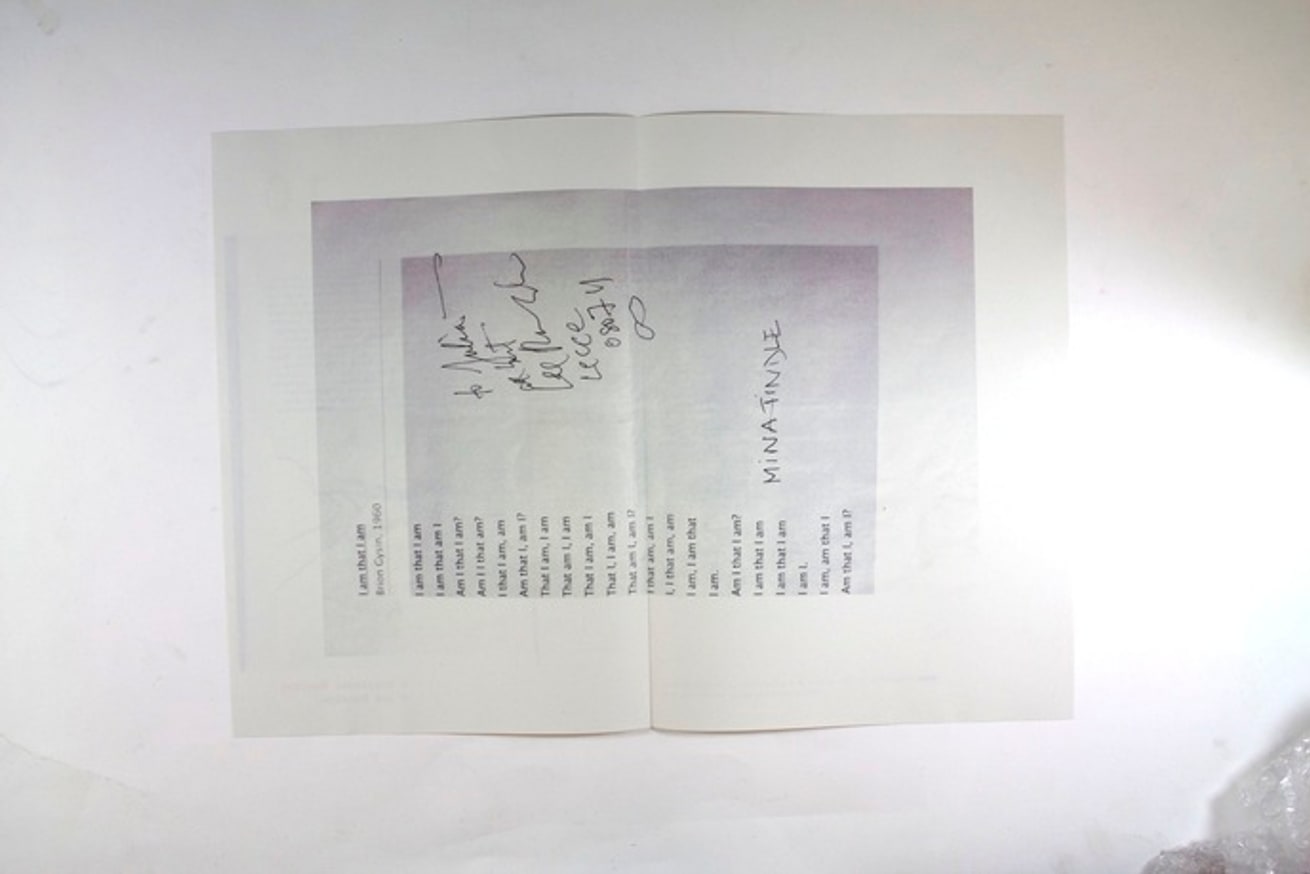 I am that I am
Brion Gysin, 1960
I am that I am
I am that am I
Am I that I am?
Am I I that am?
I that I am, am
Am that I, am I?
That I am, I am
That am I, I am
That I am, am I
That I, I am, am
That am I, am I?
I that am, am I
I, I that am, am
I am, I am that
I am.
Am I that I am?
I am that I am
I am that I am
I am I.
I am, am that I
Am that I, am I?
to
Lecce
∞
MiNA TiNDLE